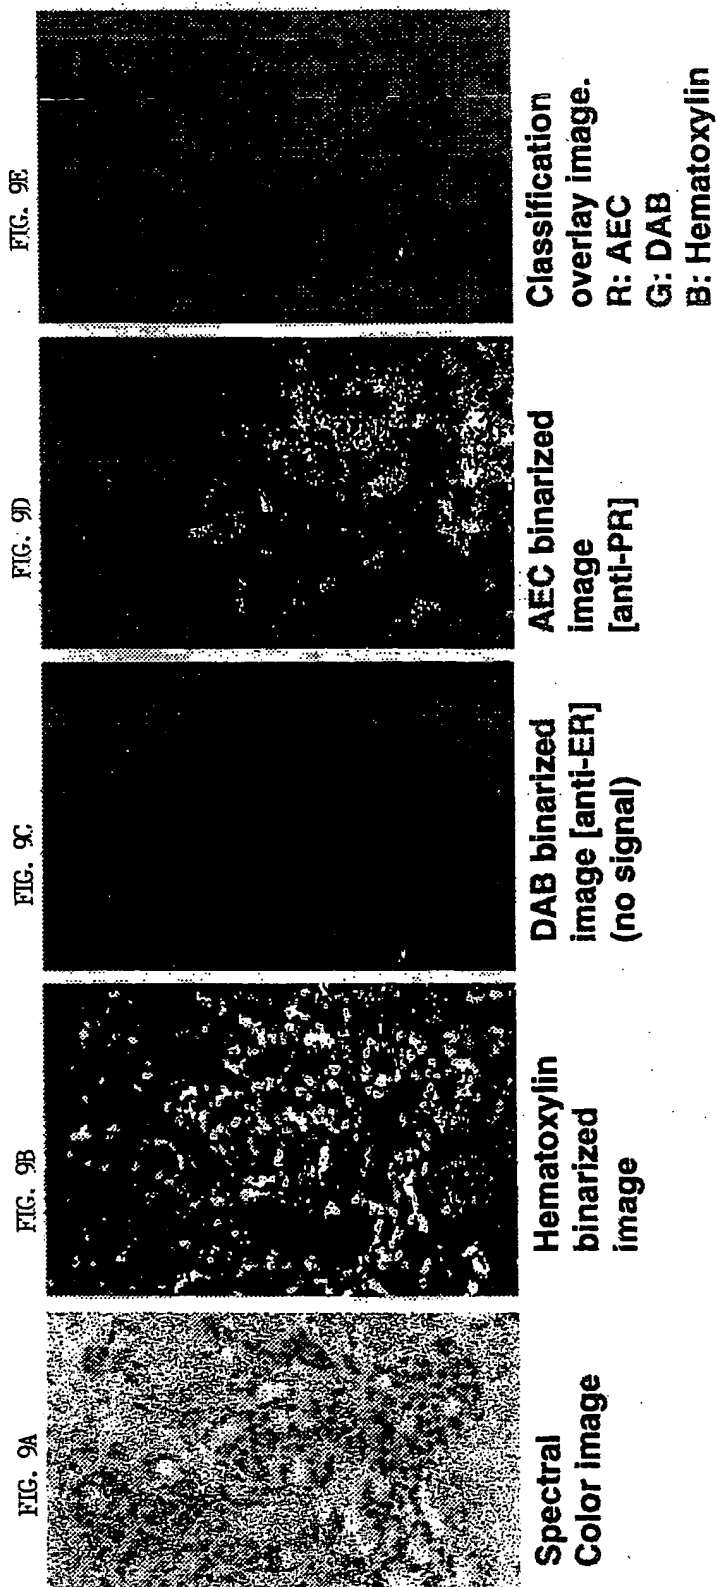 FIG. 9A
Spectral
Color image
FIG. 9B
Hematoxylin
binarized
image
FIG. 9C
DAB binarized
image [anti-ER]
(no signal)
FIG. 9D
AEC binarized
image
[anti-PR]
FIG. 9E
Classification
overlay image.
R: AEC
G: DAB
B: Hematoxylin